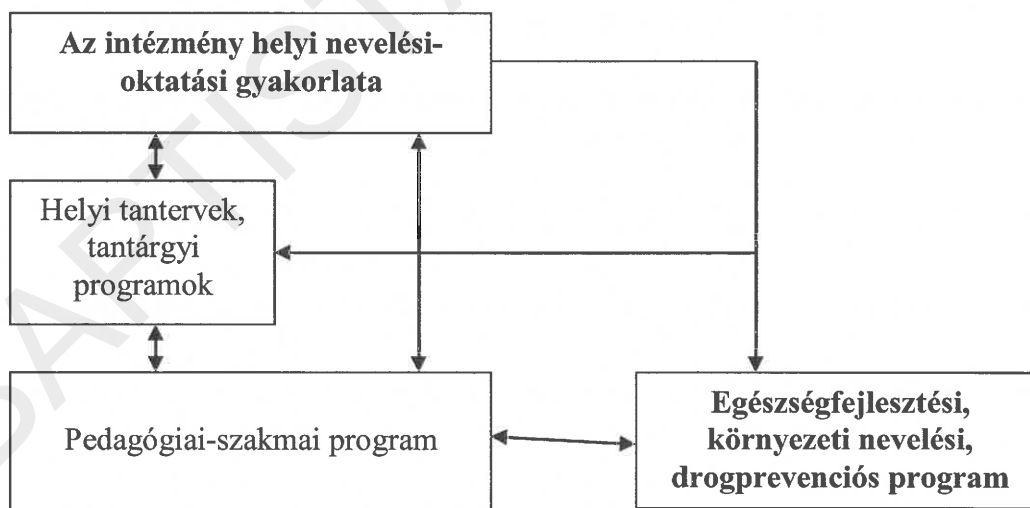 Az intézmény helyi nevelési-
oktatási gyakorlata
Helyi tantervek,
tantárgyi
programok
Pedagógiai-szakmai program
Egészségfejlesztési,
környezeti nevelési,
drogprevenciós program